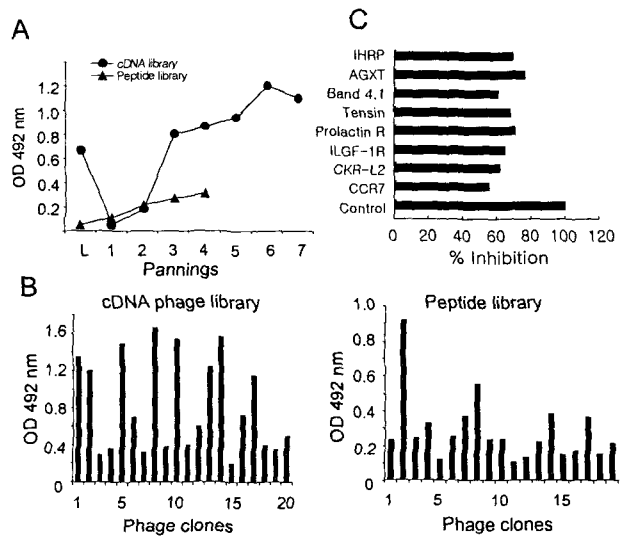 A
cDNA library
Peptide library
OD 492 nm
1.2
1.0
0.8
0.6
0.4
0.2
L 1 2 3 4 5 6 7
Pannings
C
IHRP
AGXT
Band 4.1
Tensin
Prolactin R
ILGF-1R
CKR-L2
CCR7
Control
0 20 40 60 80 100 120
% Inhibition
B
cDNA phage library
OD 492 nm
1.6
1.2
0.8
0.4
0
1 5 10 15 20
Phage clones
Peptide library
OD 492 nm
1.0
0.8
0.6
0.4
0.2
0
1 5 10 15
Phage clones